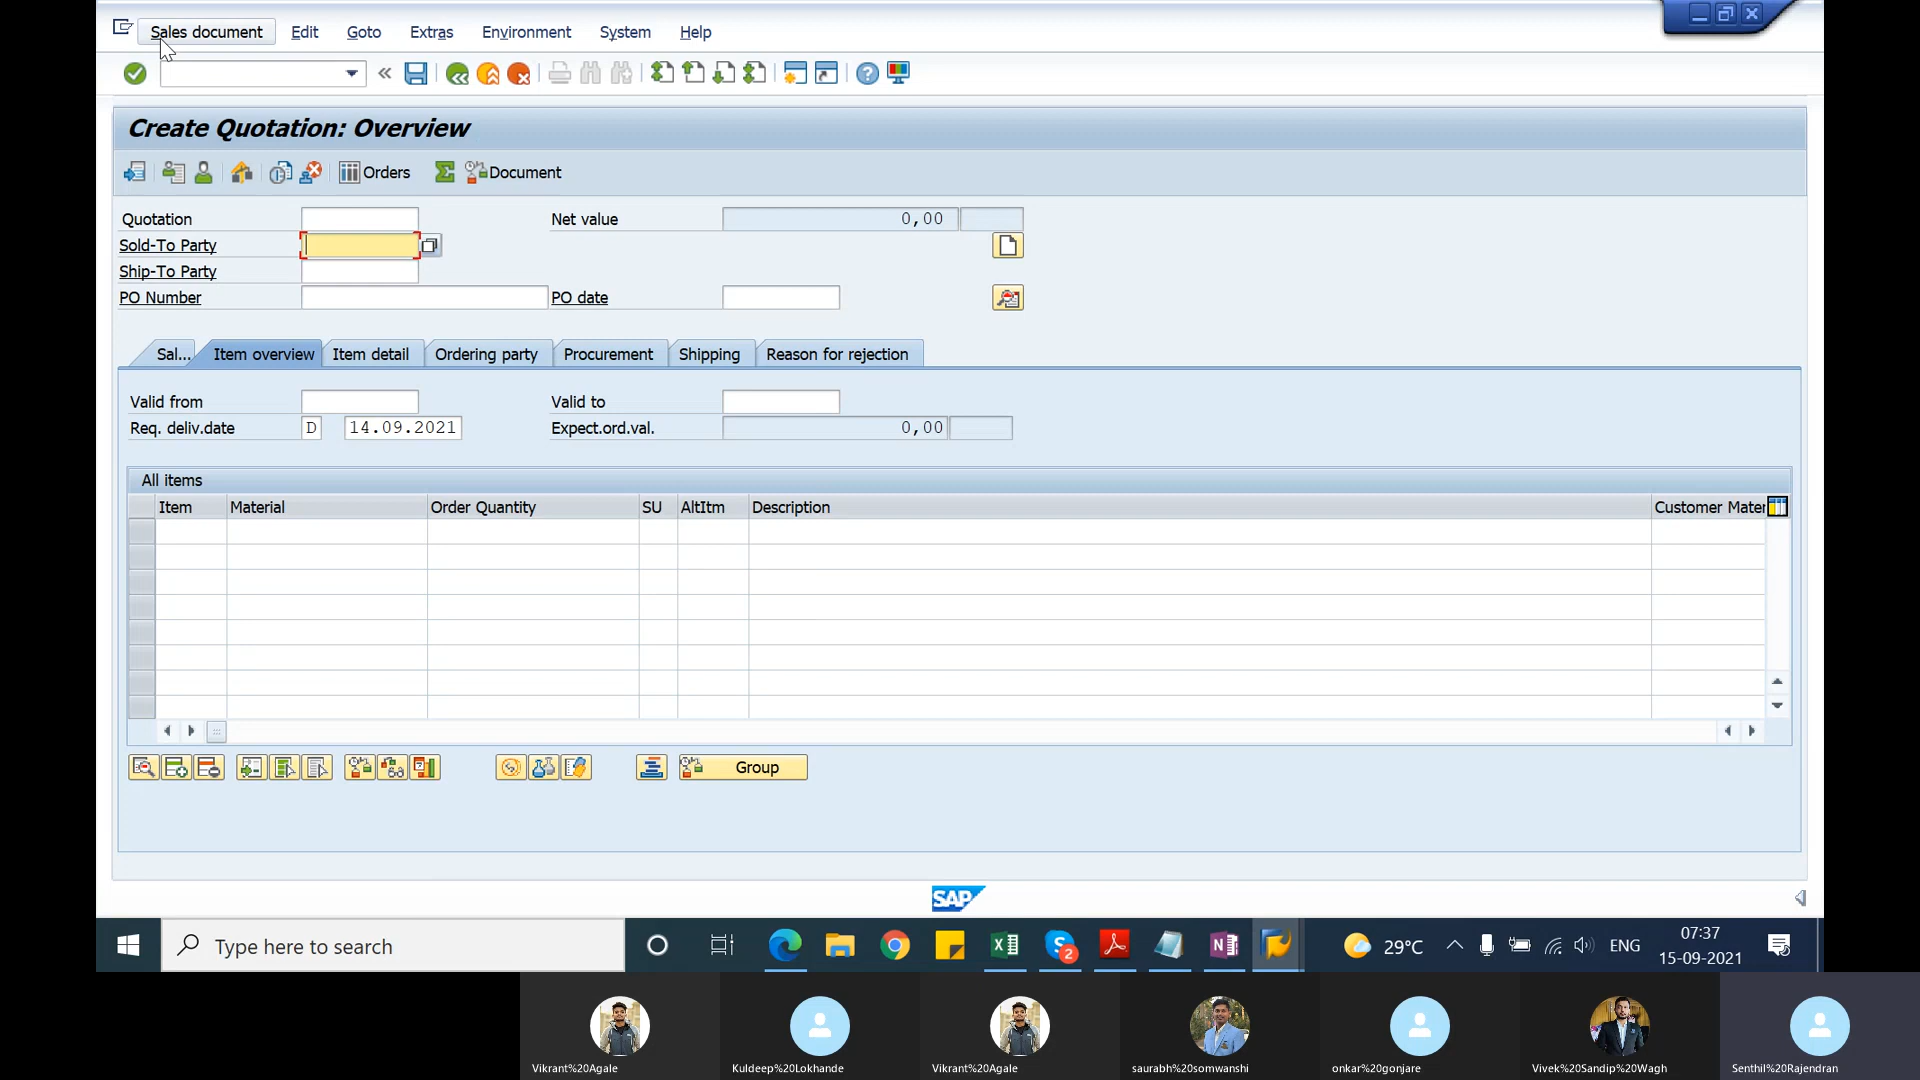 Sales document Edit Goto Extras Environment System Help
Create Quotation: Overview
Orders Document
Quotation Net value 0,00
Sold-To Party
Ship-To Party
PO Number PO date
Sal... Item overview Item detail Ordering party Procurement Shipping Reason for rejection
Valid from Valid to
Req. deliv.date D 14.09.2021 Expect.ord.val. 0,00
All items
Item Material Order Quantity SU AltItm Description Customer Mater
Group
SAP
Type here to search 2 29°C ENG 07:37
15-09-2021
Vikrant%20Agale Kuldeep%20Lokhande Vikrant%20Agale saurabh%20somwanshi onkar%20gonjare Vivek%20Sandip%20Wagh Senthil%20Rajendran